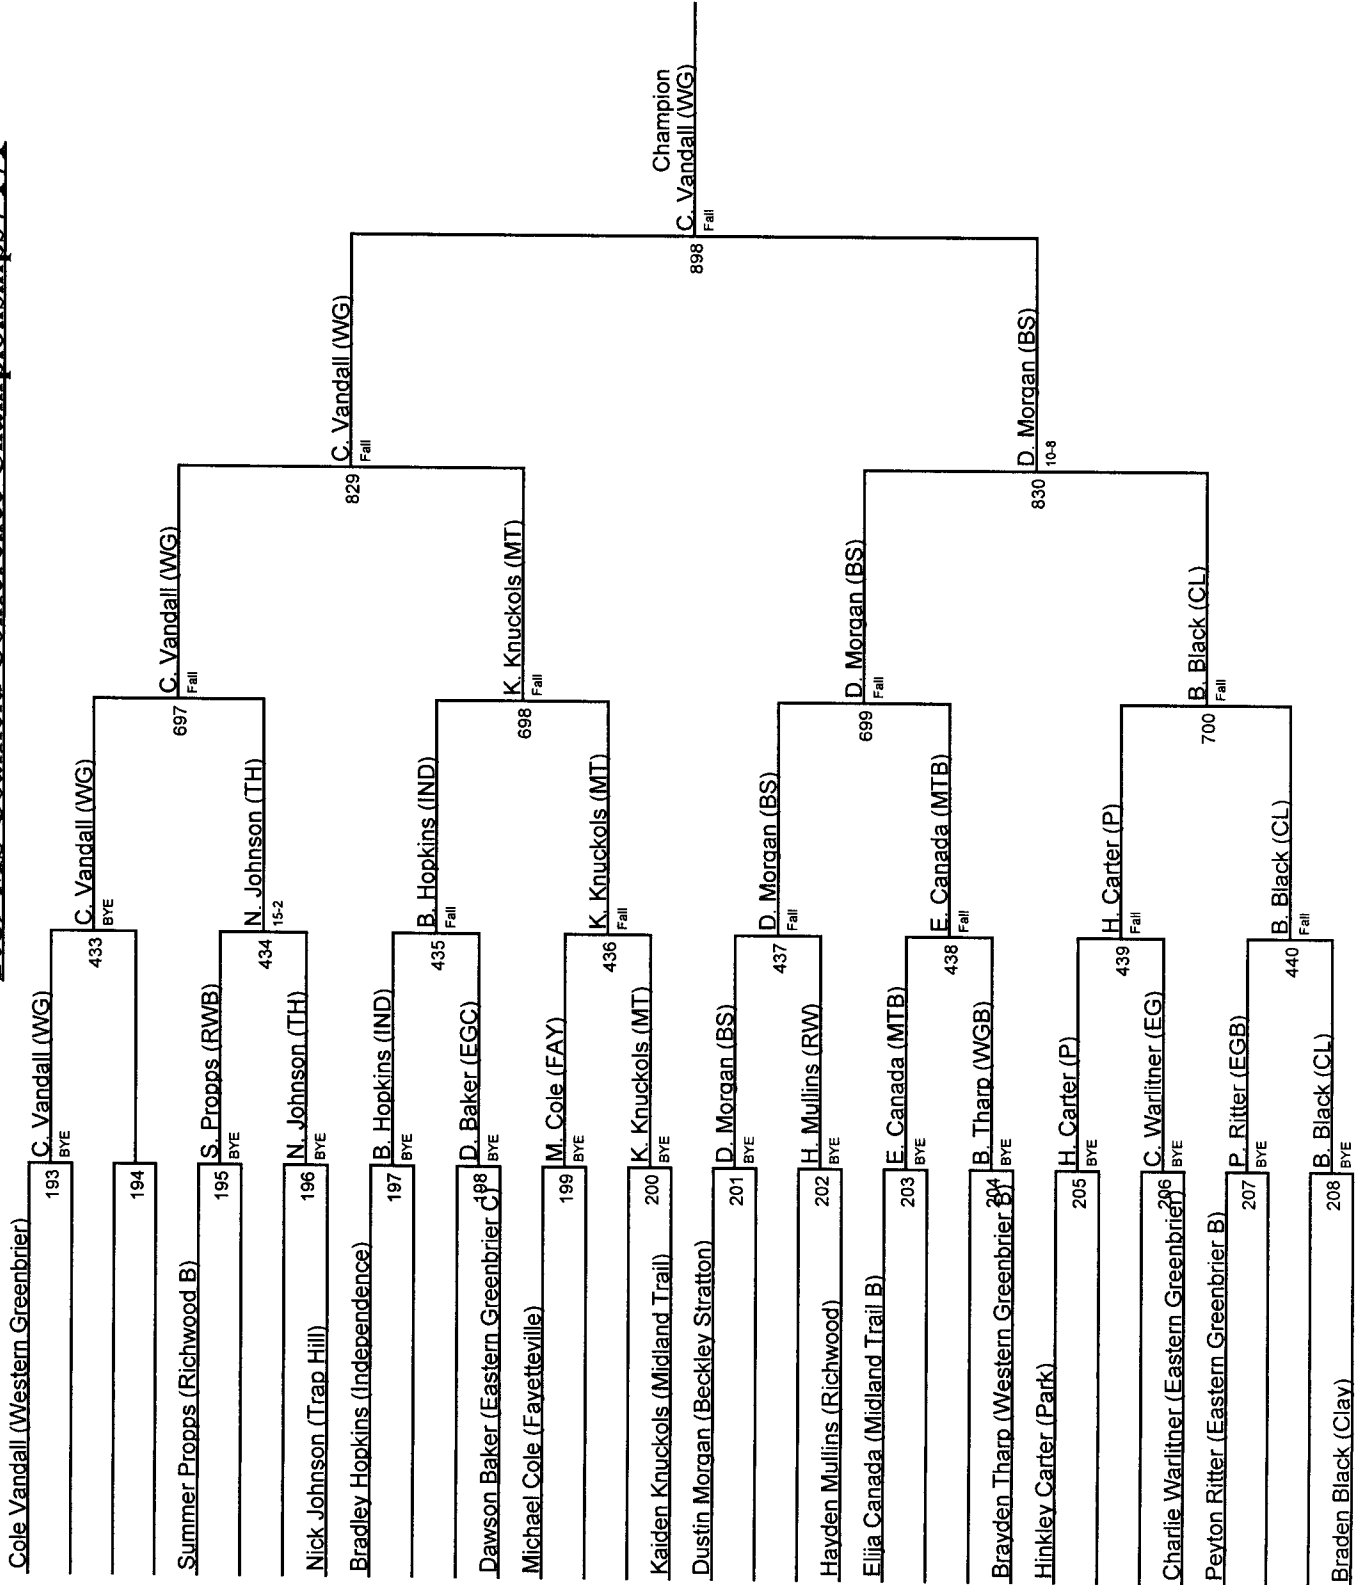 Champion
C. Vandall (WG)
Fall
898
C. Vandall (WG)
Fall
829
D. Morgan (BS)
10-8
830
C. Vandall (WG)
Fall
697
K. Knuckols (MT)
Fall
698
D. Morgan (BS)
Fall
699
B. Black (CL)
Fall
700
C. Vandall (WG)
BYE
433
N. Johnson (TH)
15-2
434
B. Hopkins (IND)
Fall
435
K. Knuckols (MT)
Fall
436
D. Morgan (BS)
Fall
437
E. Canada (MTB)
Fall
438
H. Carter (P)
Fall
439
B. Black (CL)
Fall
440
C. Vandall (WG)
BYE
193
194
S. Propps (RWB)
BYE
195
N. Johnson (TH)
BYE
196
B. Hopkins (IND)
BYE
197
D. Baker (EGC)
BYE
198
M. Cole (FAY)
BYE
199
K. Knuckols (MT)
BYE
200
D. Morgan (BS)
BYE
201
H. Mullins (RW)
BYE
202
E. Canada (MTB)
BYE
203
B. Tharp (WGB)
BYE
204
H. Carter (P)
BYE
205
C. Warlitner (EG)
BYE
206
P. Ritter (EGB)
BYE
207
B. Black (CL)
BYE
208
Cole Vandall (Western Greenbrier)
Summer Propps (Richwood B)
Nick Johnson (Trap Hill)
Bradley Hopkins (Independence)
Dawson Baker (Eastern Greenbrier C)
Michael Cole (Fayetteville)
Kaiden Knuckols (Midland Trail)
Dustin Morgan (Beckley Stratton)
Hayden Mullins (Richwood)
Elija Canada (Midland Trail B)
Brayden Tharp (Western Greenbrier B)
Hinkley Carter (Park)
Charlie Warlitner (Eastern Greenbrier)
Peyton Ritter (Eastern Greenbrier B)
Braden Black (Clay)